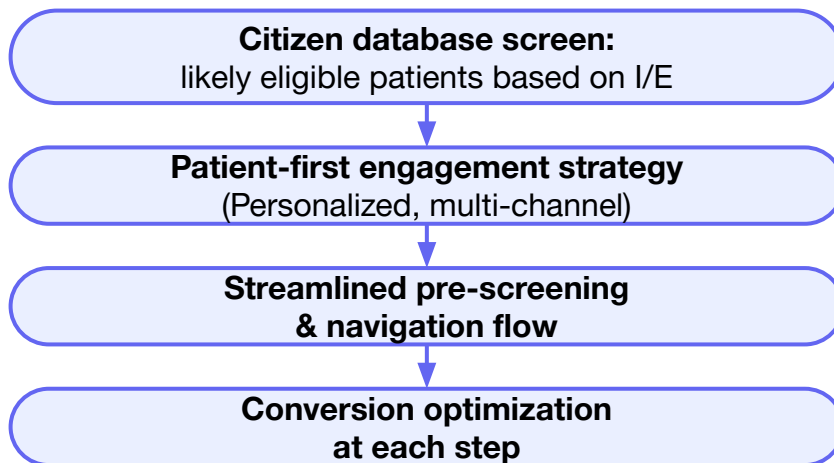 Citizen database screen:
likely eligible patients based on I/E
Patient-first engagement strategy
(Personalized, multi-channel)
Streamlined pre-screening
& navigation flow
Conversion optimization
at each step